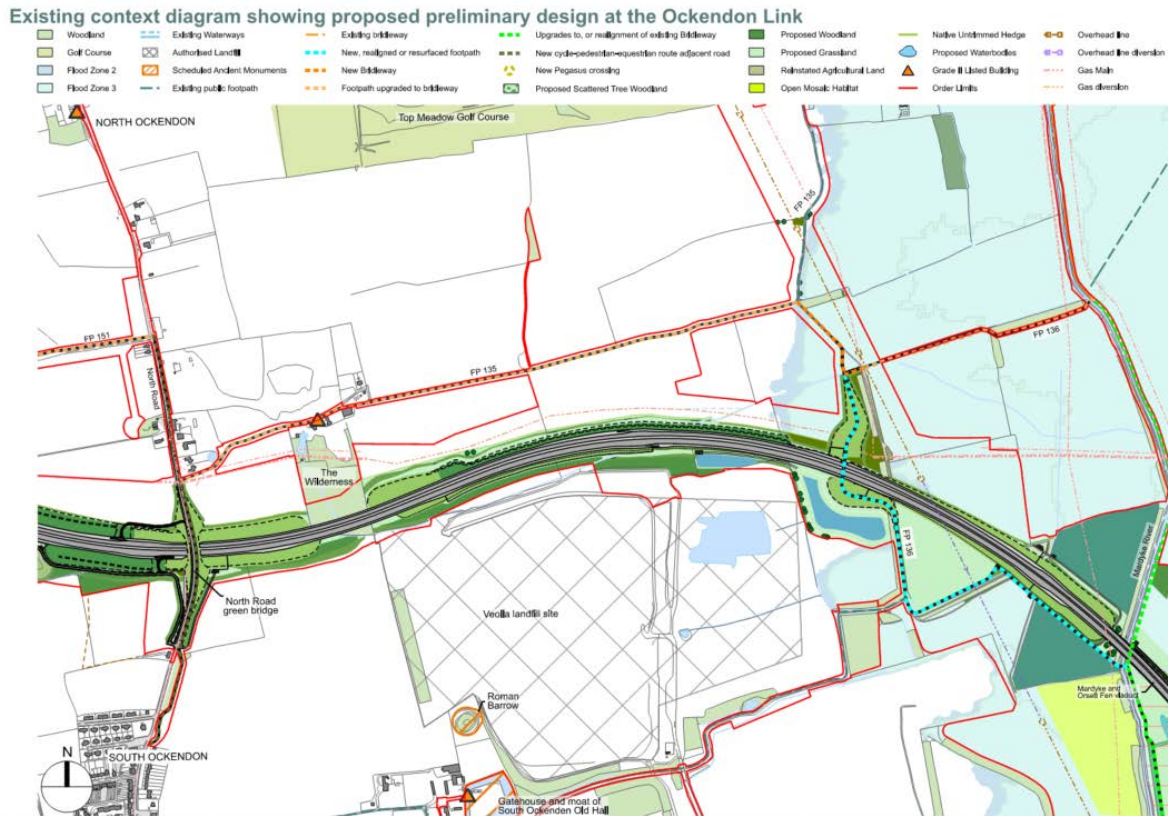 Existing context diagram showing proposed preliminary design at the Ockendon Link
Woodland
Golf Course
Flood Zone 2
Flood Zone 3
Existing Waterways
Authorised Landfill
Scheduled Ancient Monuments
Existing public footpath
Existing bridleway
New, realigned or resurfaced footpath
New Bridleway
Footpath upgraded to bridleway
Upgrades to, or realignment of existing Bridleway
New cycle-pedestrian-equestrian route adjacent road
New Pegasus crossing
Proposed Scattered Tree Woodland
Proposed Woodland
Proposed Grassland
Reinstated Agricultural Land
Open Mosaic Habitat
Native Untrimmed Hedge
Proposed Waterbodies
Grade II Listed Building
Order Limits
Overhead line
Overhead line diversion
Gas Main
Gas diversion
NORTH OCKENDON
Top Meadow Golf Course
FP 135
FP 151
North Road
FP 135
FP 136
The
Wilderness
FP 136
Mardyke River
North Road
green bridge
Veolia landfill site
Mardyke and
Orsett Fen viaduct
Roman
Barrow
N
SOUTH OCKENDON
Gatehouse and moat of
South Ockenden Old Hall